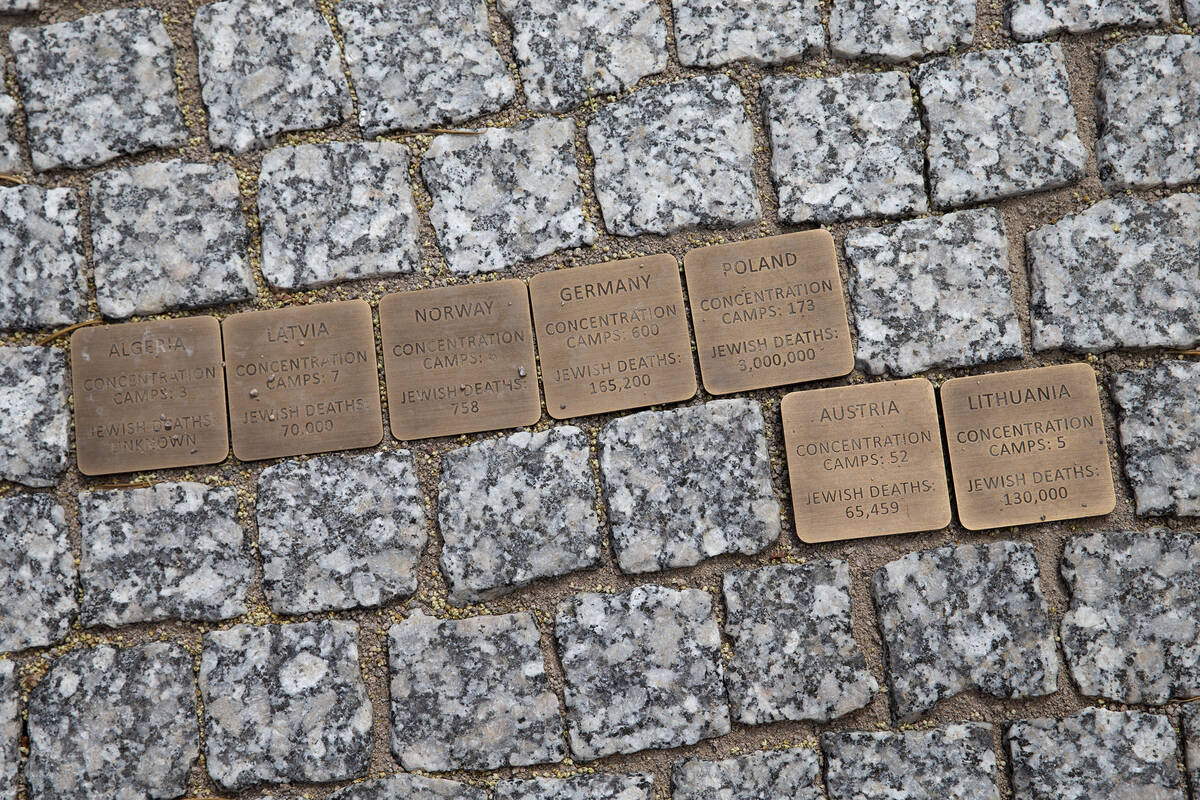 ALGERIA
CONCENTRATION
CAMPS: 3
JEWISH DEATHS:
UNKNOWN
LATVIA
CONCENTRATION
CAMPS: 7
JEWISH DEATHS:
70,000
NORWAY
CONCENTRATION
CAMPS:
JEWISH DEATHS:
758
GERMANY
CONCENTRATION
CAMPS: 600
JEWISH DEATHS:
165,200
POLAND
CONCENTRATION
CAMPS: 173
JEWISH DEATHS:
3,000,000
AUSTRIA
CONCENTRATION
CAMPS: 52
JEWISH DEATHS:
65,459
LITHUANIA
CONCENTRATION
CAMPS: 5
JEWISH DEATHS:
130,000